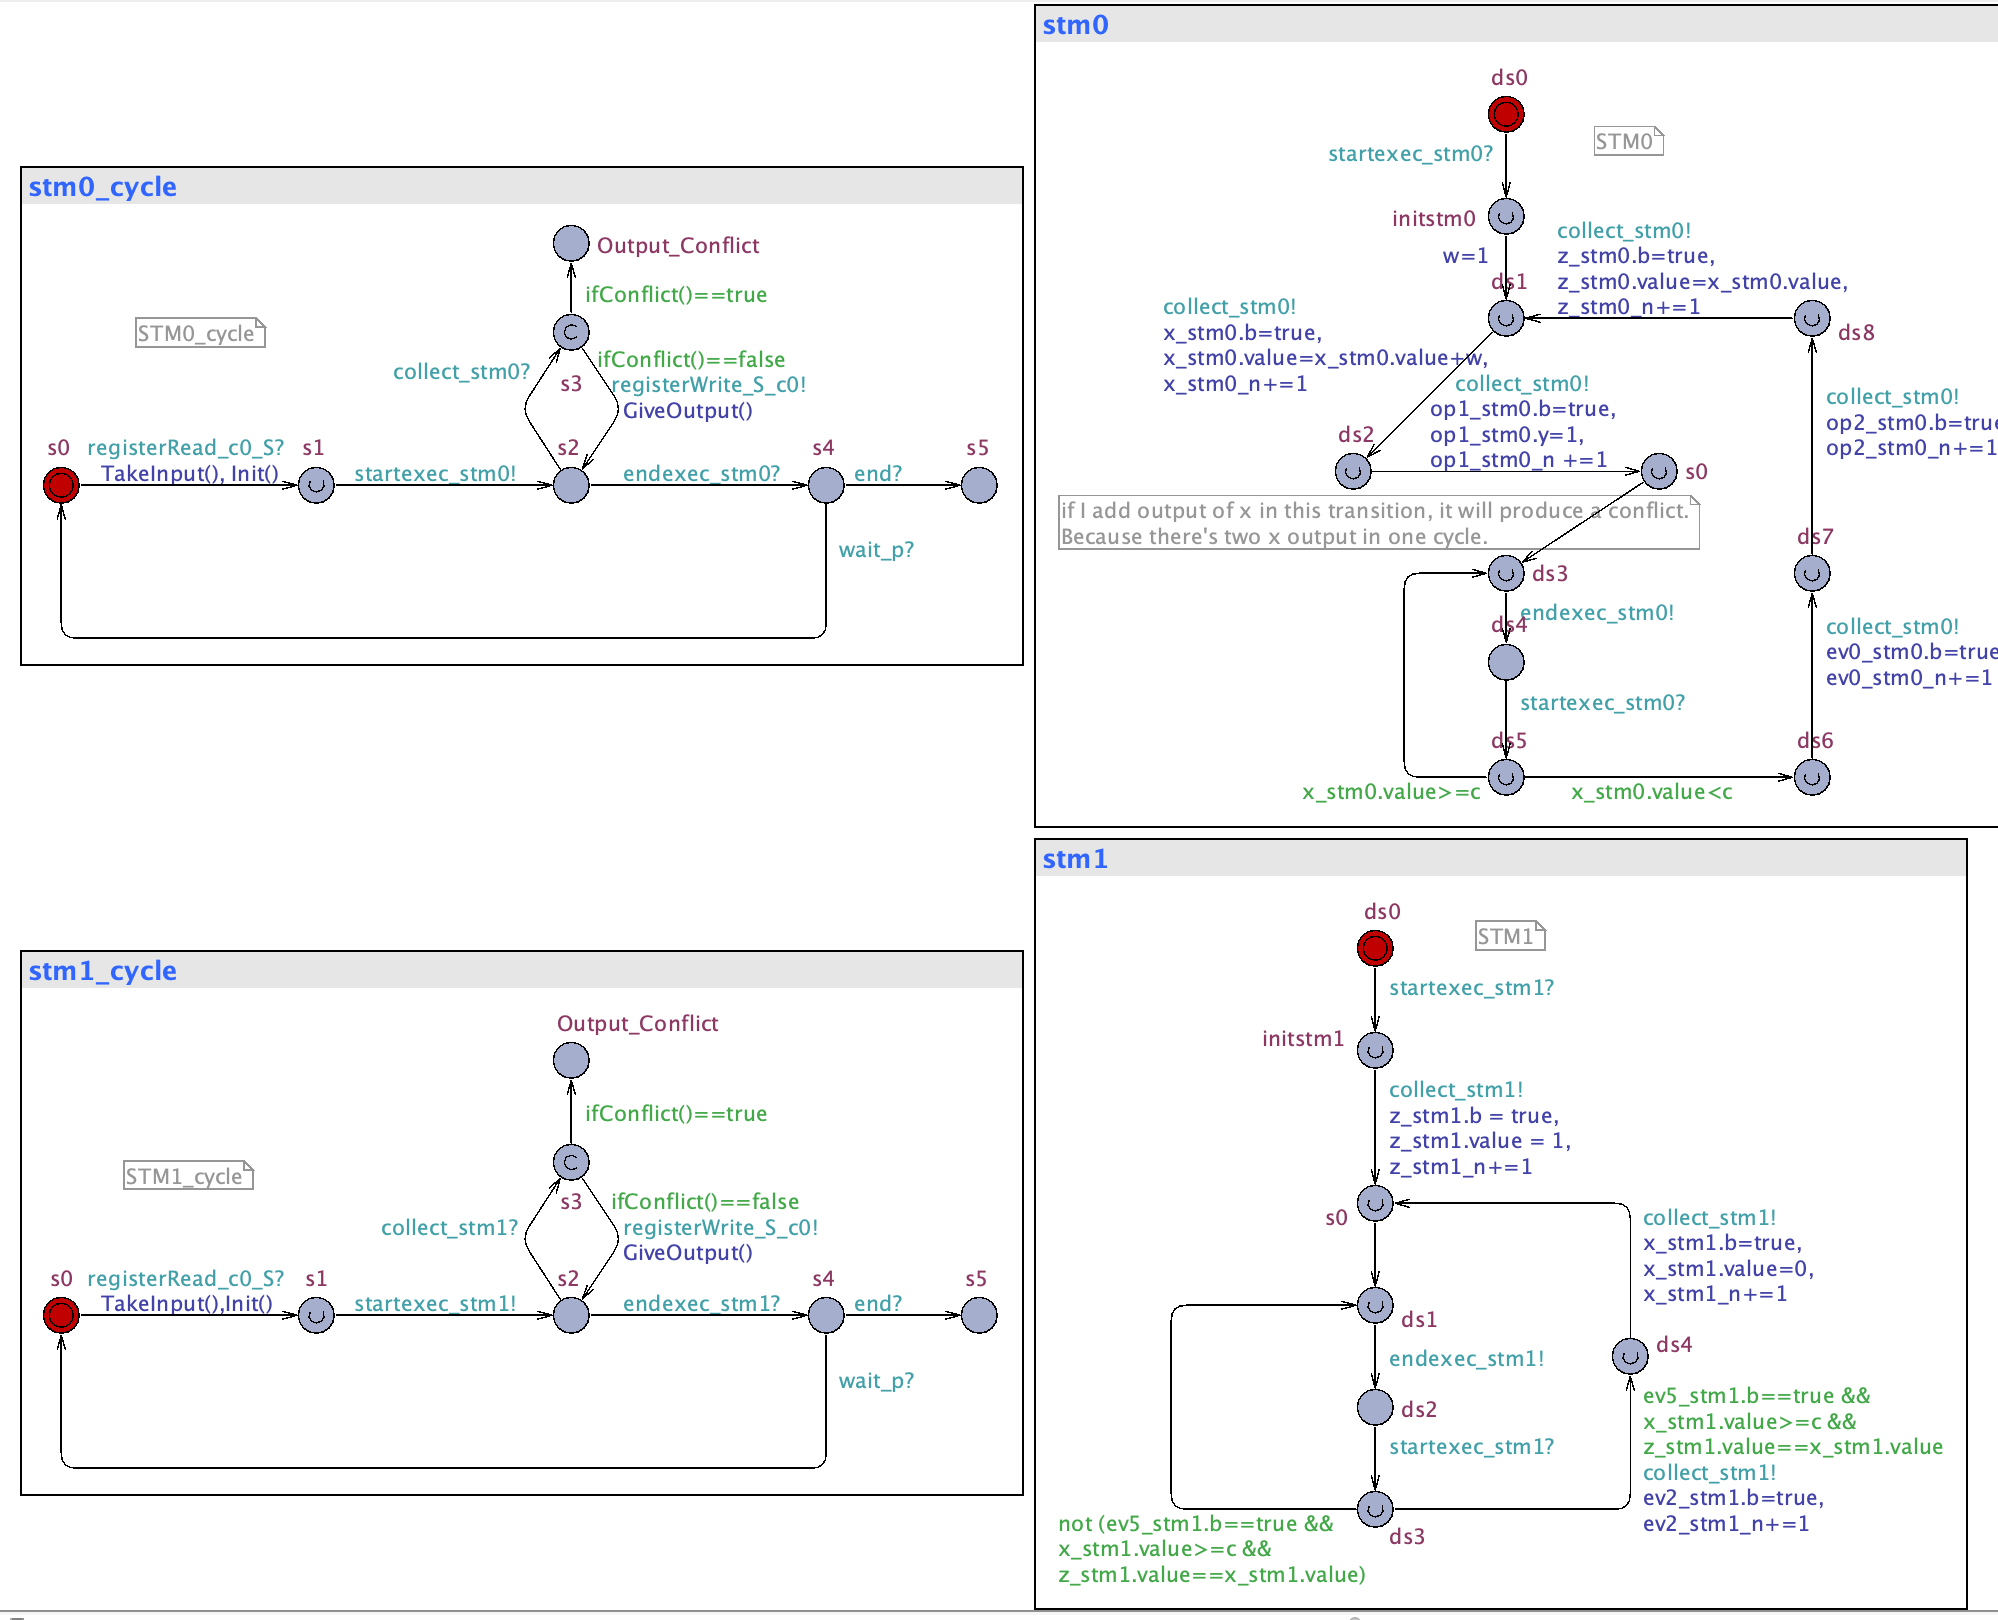 stm0_cycle
Output_Conflict
ifConflict()==true
STM0_cycle
collect_stm0?
s3
ifConflict()==false
registerWrite_S_c0!
GiveOutput()
s0
registerRead_c0_S?
TakeInput(), Init()
s1
startexec_stm0!
s2
endexec_stm0?
s4
end?
s5
wait_p?
stm0
ds0
STM0
startexec_stm0?
initstm0
w=1
ds1
collect_stm0!
z_stm0.b=true,
z_stm0.value=x_stm0.value,
z_stm0_n+=1
ds8
collect_stm0!
x_stm0.b=true,
x_stm0.value=x_stm0.value+w,
x_stm0_n+=1
collect_stm0!
op1_stm0.b=true,
op1_stm0.y=1,
op1_stm0_n +=1
ds2
s0
collect_stm0!
op2_stm0.b=true
op2_stm0_n+=1
if I add output of x in this transition, it will produce a conflict.
Because there's two x output in one cycle.
ds7
ds3
endexec_stm0!
ds4
collect_stm0!
ev0_stm0.b=true
ev0_stm0_n+=1
startexec_stm0?
ds5
ds6
x_stm0.value>=c
x_stm0.value<c
stm1_cycle
Output_Conflict
ifConflict()==true
STM1_cycle
collect_stm1?
s3
ifConflict()==false
registerWrite_S_c0!
GiveOutput()
s0
registerRead_c0_S?
TakeInput(),Init()
s1
startexec_stm1!
s2
endexec_stm1?
s4
end?
s5
wait_p?
stm1
ds0
STM1
startexec_stm1?
initstm1
collect_stm1!
z_stm1.b = true,
z_stm1.value = 1,
z_stm1_n+=1
s0
collect_stm1!
x_stm1.b=true,
x_stm1.value=0,
x_stm1_n+=1
ds1
ds4
endexec_stm1!
ds2
startexec_stm1?
ev5_stm1.b==true &&
x_stm1.value>=c &&
z_stm1.value==x_stm1.value
collect_stm1!
ev2_stm1.b=true,
ev2_stm1_n+=1
ds3
not (ev5_stm1.b==true &&
x_stm1.value>=c &&
z_stm1.value==x_stm1.value)